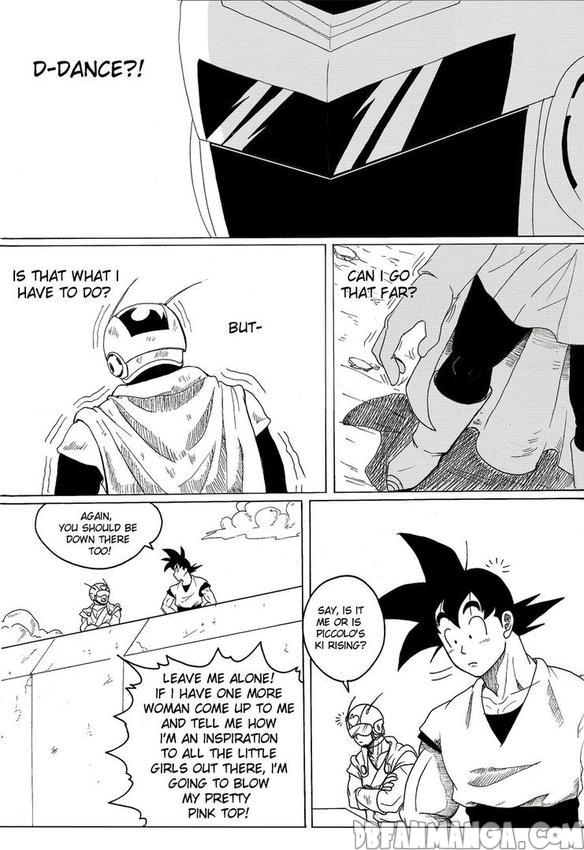 D-DANCE?!
IS THAT WHAT I
HAVE TO DO?
BUT-
CAN I GO
THAT FAR?
AGAIN,
YOU SHOULD BE
DOWN THERE
TOO!
LEAVE ME ALONE!
IF I HAVE ONE MORE
WOMAN COME UP TO ME
AND TELL ME HOW
I'M AN INSPIRATION
TO ALL THE LITTLE
GIRLS OUT THERE, I'M
GOING TO BLOW
MY PRETTY
PINK TOP!
SAY, IS IT
ME OR IS
PICCOLO'S
KI RISING?
DBFANMANGA.COM